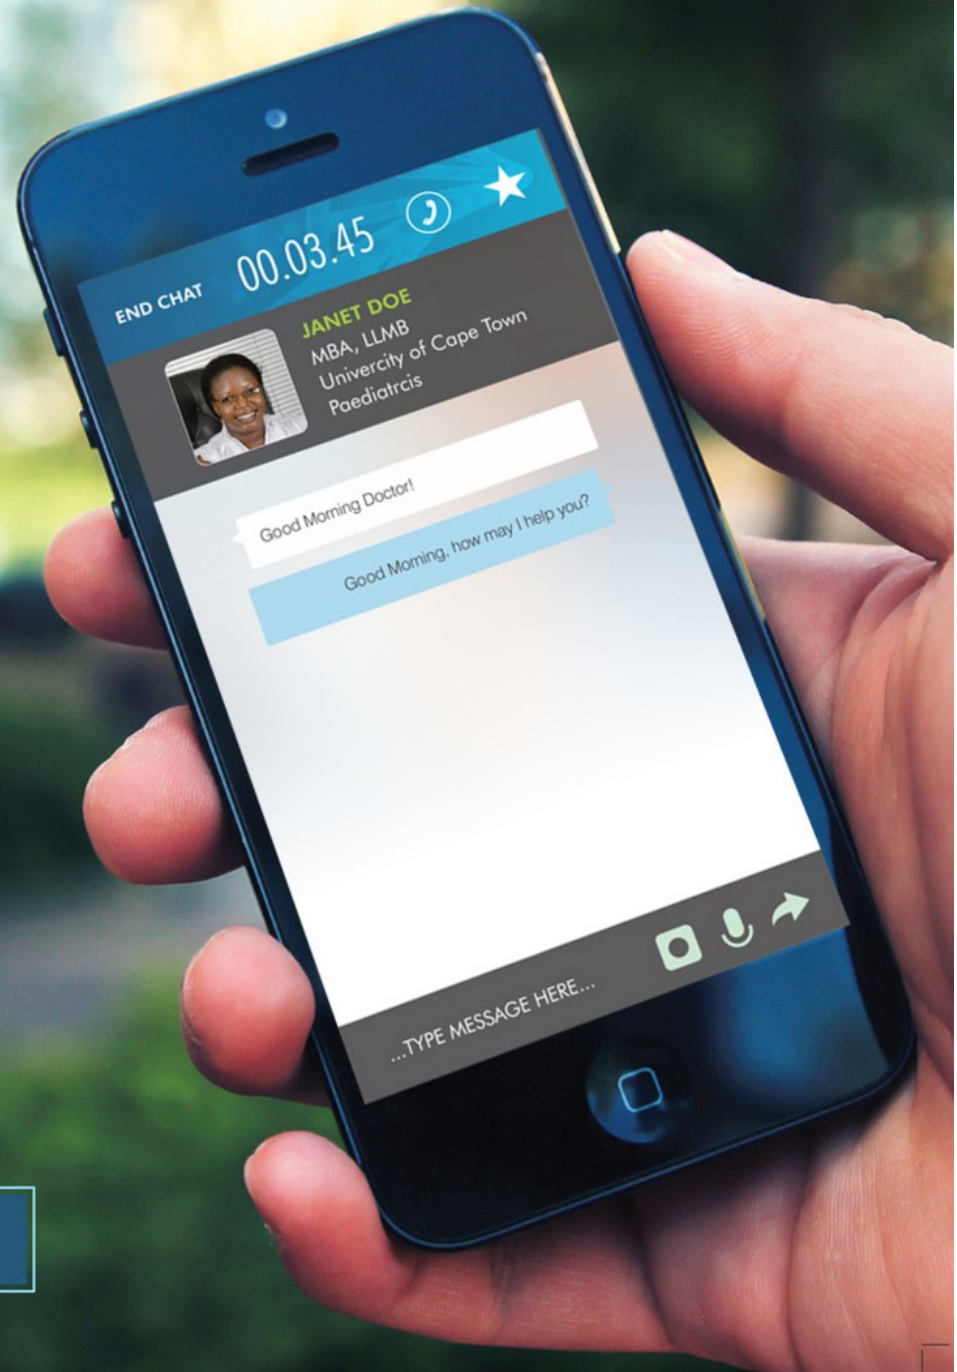 END CHAT 00.03.45
JANET DOE
MBA, LLMB
Univercity of Cape Town
Paediatrcis
Good Morning Doctor!
Good Morning, how may I help you?
...TYPE MESSAGE HERE...